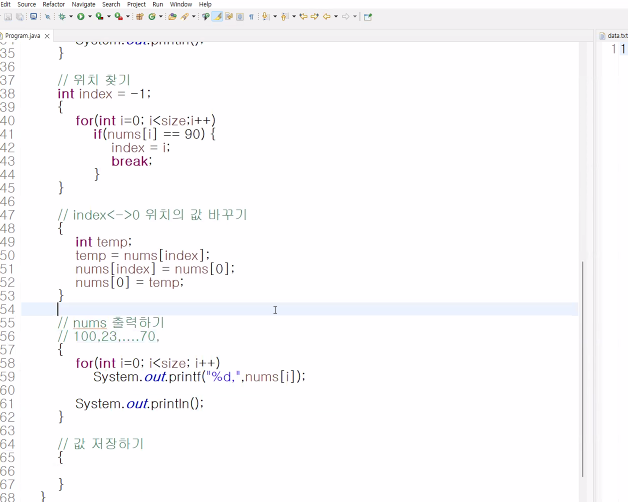 Edit Source Refactor Navigate Search Project Run Window Help
Program.java
data.txt
35 }
36
37 // 위치 찾기
38 int index = -1;
39 {
40 for(int i=0; i<size;i++)
41 if(nums[i] == 90) {
42 index = i;
43 break;
44 }
45 }
46
47 // index<->0 위치의 값 바꾸기
48 {
49 int temp;
50 temp = nums[index];
51 nums[index] = nums[0];
52 nums[0] = temp;
53 }
54
55 // nums 출력하기
56 // 100,23,....70,
57 {
58 for(int i=0; i<size; i++)
59 System.out.printf("%d,",nums[i]);
60
61 System.out.println();
62 }
63
64 // 값 저장하기
65 {
66
67 }
68 }
1 1